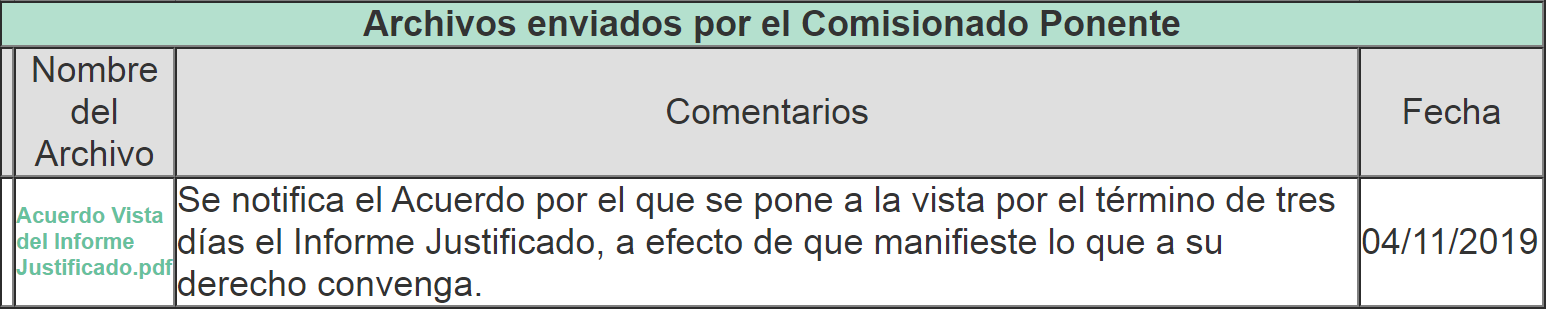 Archivos enviados por el Comisionado Ponente
Nombre
del
Archivo
Comentarios
Fecha
Acuerdo Vista
del Informe
Justificado.pdf
Se notifica el Acuerdo por el que se pone a la vista por el término de tres
días el Informe Justificado, a efecto de que manifieste lo que a su
derecho convenga.
04/11/2019